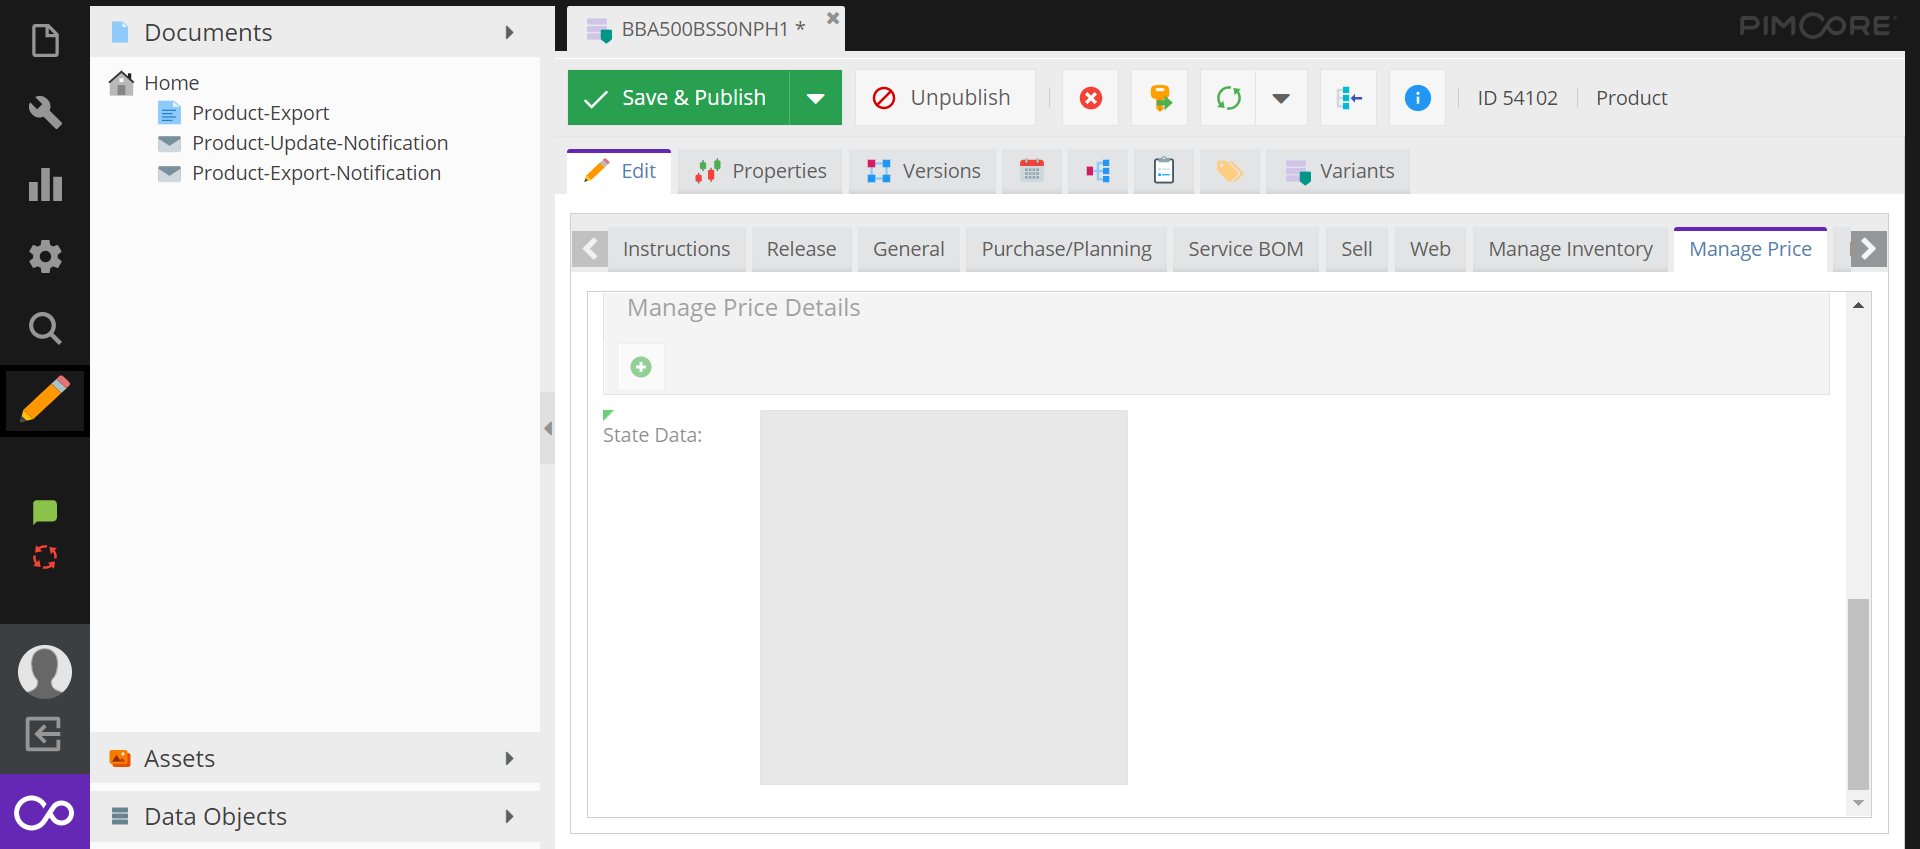 Documents
Home
Product-Export
Product-Update-Notification
Product-Export-Notification
Assets
Data Objects
BBA500BSS0NPH1 *
PIMCORE
Save & Publish
Unpublish
ID 54102
Product
Edit
Properties
Versions
Variants
Instructions
Release
General
Purchase/Planning
Service BOM
Sell
Web
Manage Inventory
Manage Price
Manage Price Details
State Data: